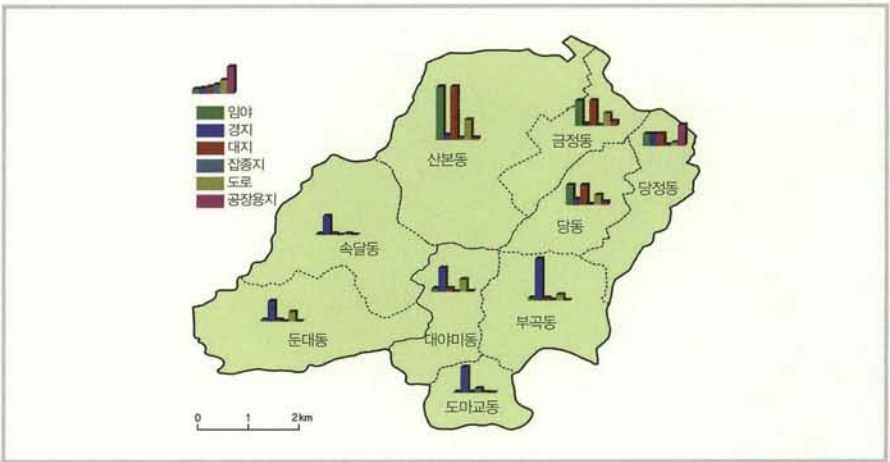 임야
경지
대지
잡종지
도로
공장용지
산본동
금정동
당정동
당동
속달동
둔대동
대야미동
부곡동
도마교동
0 1 2km